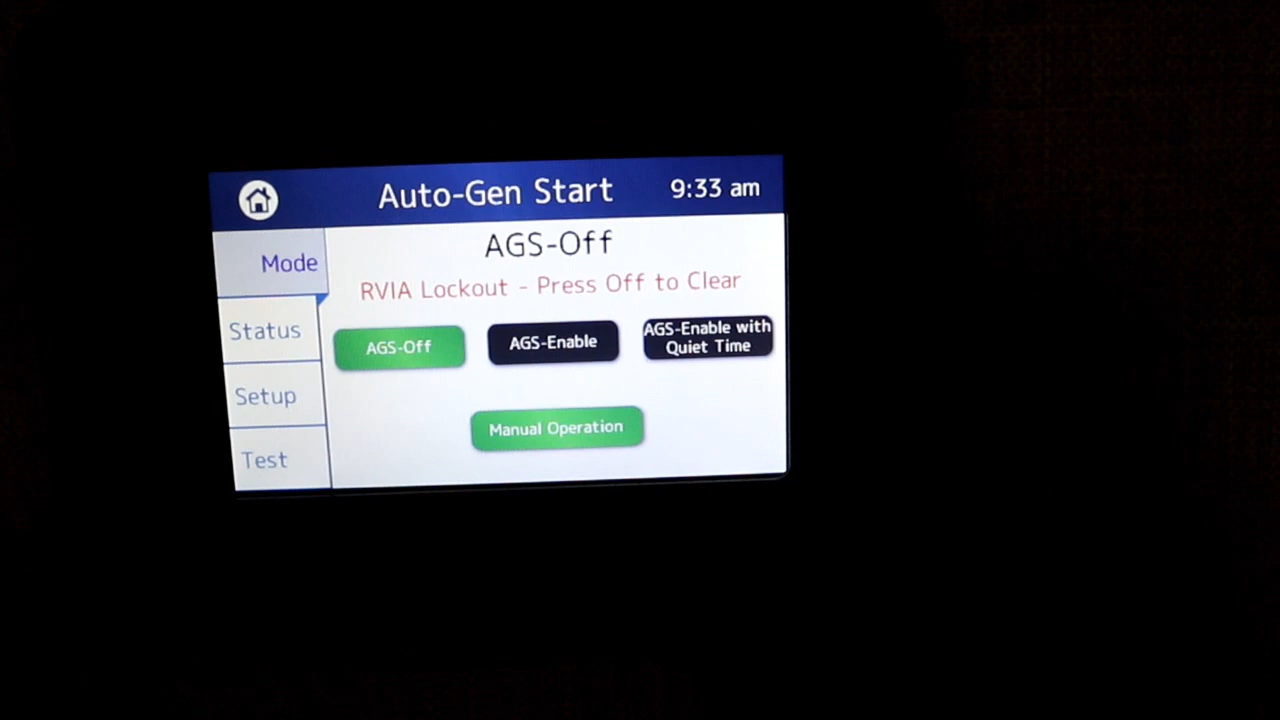 Auto-Gen Start
9:33 am
Mode
Status
Setup
Test
AGS-Off
RVIA Lockout - Press Off to Clear
AGS-Off
AGS-Enable
AGS-Enable with
Quiet Time
Manual Operation